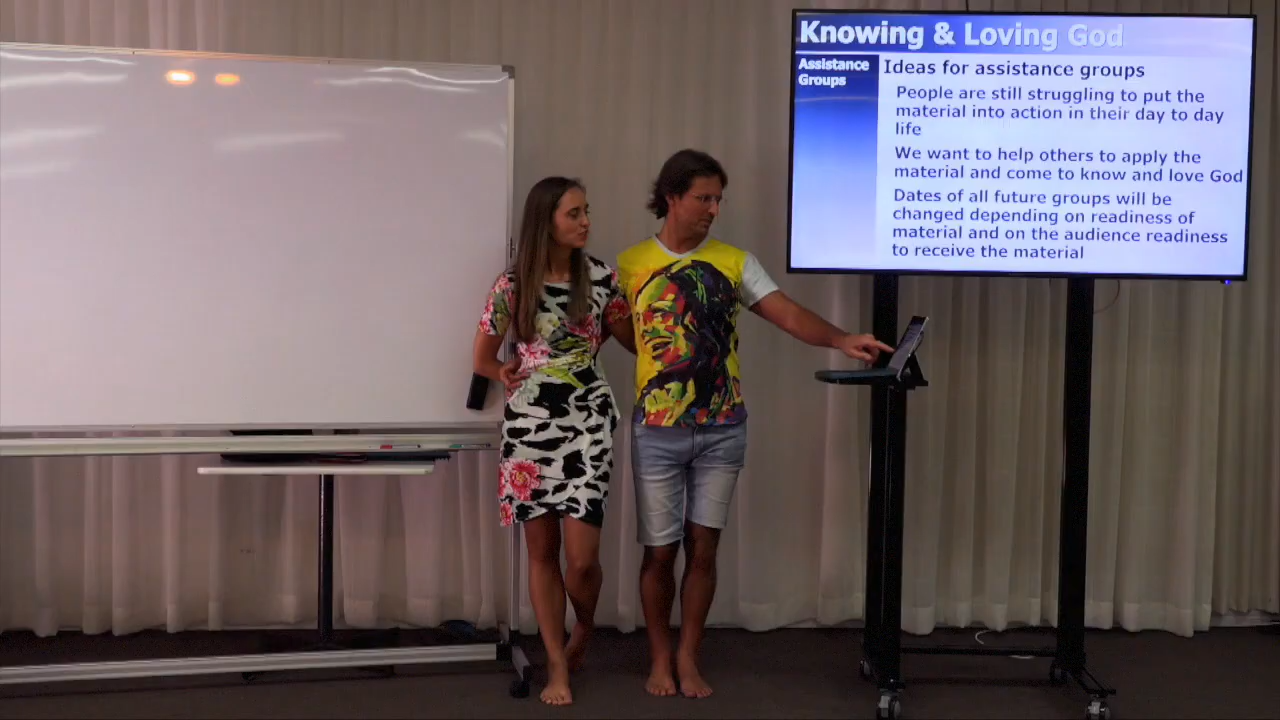 Knowing & Loving God
Assistance
Groups
Ideas for assistance groups
People are still struggling to put the
material into action in their day to day
life
We want to help others to apply the
material and come to know and love God
Dates of all future groups will be
changed depending on readiness of
material and on the audience readiness
to receive the material